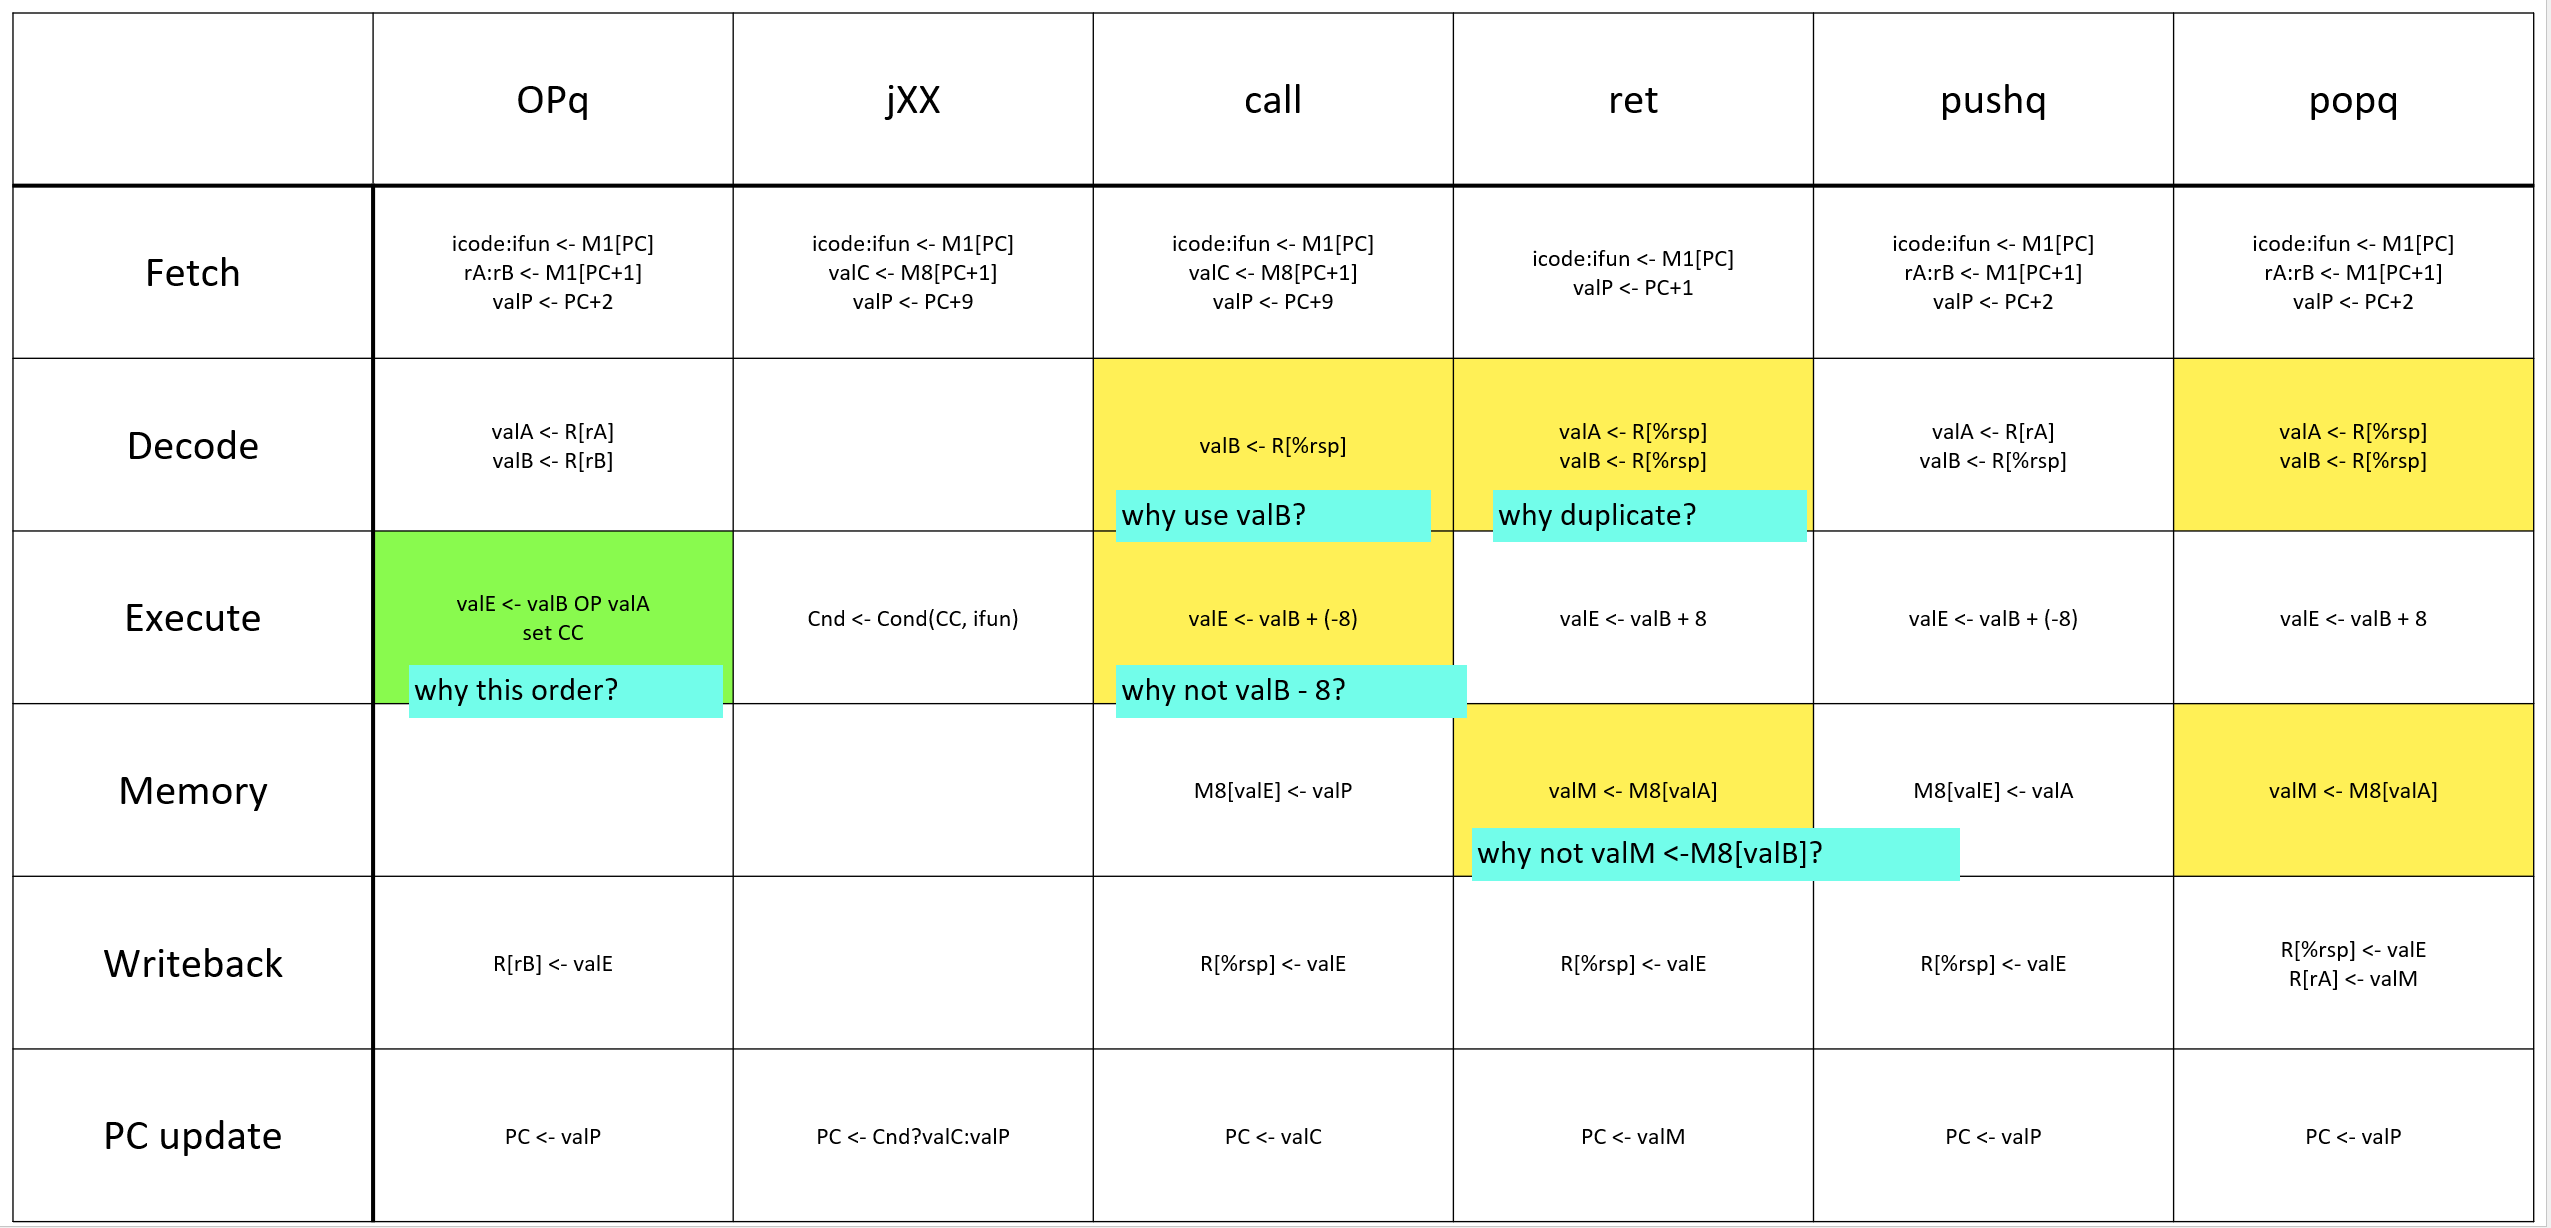 OPq
jXX
call
ret
pushq
popq
Fetch
icode:ifun <- M1[PC]
rA:rB <- M1[PC+1]
valP <- PC+2
icode:ifun <- M1[PC]
valC <- M8[PC+1]
valP <- PC+9
icode:ifun <- M1[PC]
valC <- M8[PC+1]
valP <- PC+9
icode:ifun <- M1[PC]
valP <- PC+1
icode:ifun <- M1[PC]
rA:rB <- M1[PC+1]
valP <- PC+2
icode:ifun <- M1[PC]
rA:rB <- M1[PC+1]
valP <- PC+2
Decode
valA <- R[rA]
valB <- R[rB]
valB <- R[%rsp]
why use valB?
valA <- R[%rsp]
valB <- R[%rsp]
why duplicate?
valA <- R[rA]
valB <- R[%rsp]
valA <- R[%rsp]
valB <- R[%rsp]
Execute
valE <- valB OP valA
set CC
why this order?
Cnd <- Cond(CC, ifun)
valE <- valB + (-8)
why not valB - 8?
valE <- valB + 8
valE <- valB + (-8)
valE <- valB + 8
Memory
M8[valE] <- valP
valM <- M8[valA]
why not valM <-M8[valB]?
M8[valE] <- valA
valM <- M8[valA]
Writeback
R[rB] <- valE
R[%rsp] <- valE
R[%rsp] <- valE
R[%rsp] <- valE
R[%rsp] <- valE
R[rA] <- valM
PC update
PC <- valP
PC <- Cnd?valC:valP
PC <- valC
PC <- valM
PC <- valP
PC <- valP